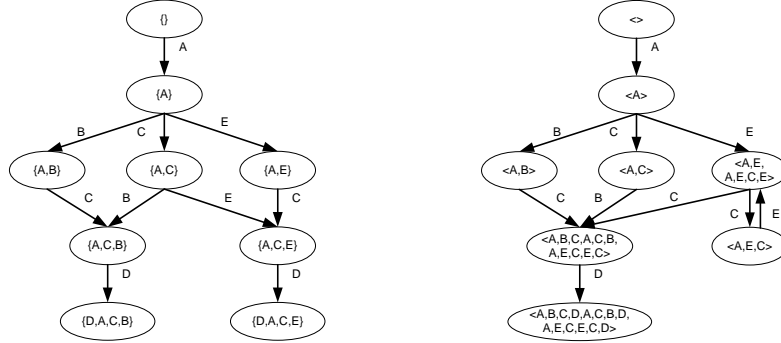 {}
A
{A}
B
C
E
{A,B}
{A,C}
{A,E}
C
B
E
C
{A,C,B}
{A,C,E}
D
D
{D,A,C,B}
{D,A,C,E}
<>
A
<A>
B
C
E
<A,B>
<A,C>
<A,E,
A,E,C,E>
C
B
C
C
E
<A,B,C,A,C,B,
A,E,C,E,C>
<A,E,C>
D
<A,B,C,D,A,C,B,D,
A,E,C,E,C,D>